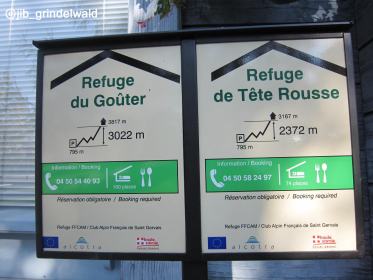 @jib_grindelwald
Refuge
du Goûter
3817 m
3022 m
P
795 m
Information / Booking
04 50 54 40 93
100 places
Réservation obligatoire / Booking required
Refuge FFCAM / Club Alpin Français de Saint Gervais
alcotra
Refuge
de Tête Rousse
3167 m
2372 m
P
795 m
Information / Booking
04 50 58 24 97
74 places
Réservation obligatoire / Booking required
Refuge FFCAM / Club Alpin Français de Saint Gervais
alcotra